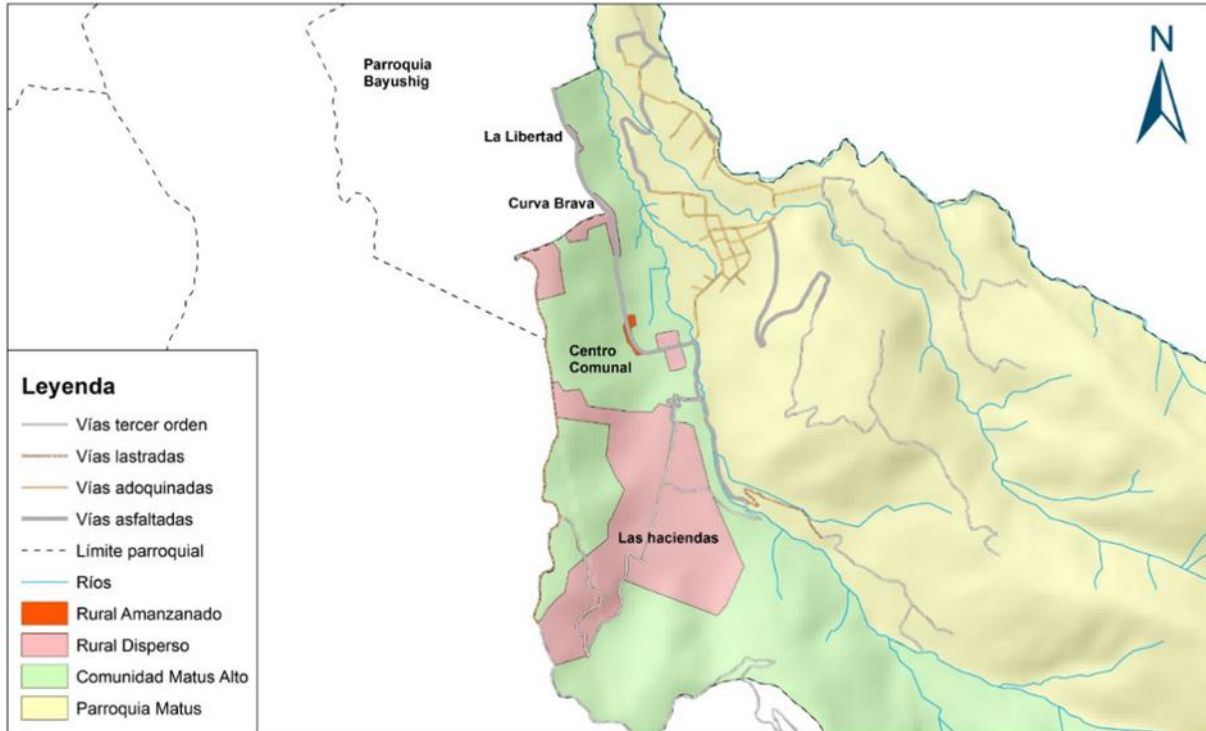 N
Parroquia
Bayushig
La Libertad
Curva Brava
Centro
Comunal
Las haciendas
Leyenda
Vías tercer orden
Vías lastradas
Vías adoquinadas
Vías asfaltadas
Límite parroquial
Ríos
Rural Amanzanado
Rural Disperso
Comunidad Matus Alto
Parroquia Matus